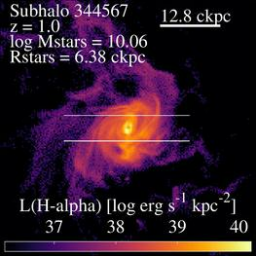 Subhalo 344567
12.8 ckpc
z = 1.0
log Mstars = 10.06
Rstars = 6.38 ckpc
L(H-alpha) [log erg s⁻¹ kpc⁻²]
37 38 39 40